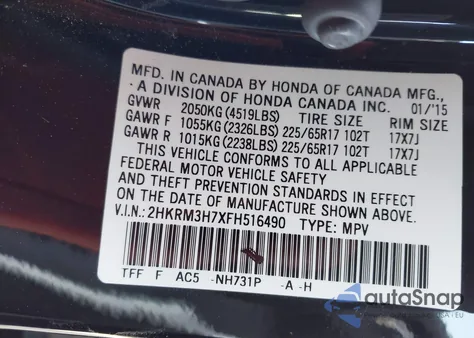 MFD. IN CANADA BY HONDA OF CANADA MFG.,
A DIVISION OF HONDA CANADA INC. 01/'15
GVWR 2050KG (4519LBS) TIRE SIZE RIM SIZE
GAWR F 1055KG (2326LBS) 225/65R17 102T 17X7J
GAWR R 1015KG (2238LBS) 225/65R17 102T 17X7J
THIS VEHICLE CONFORMS TO ALL APPLICABLE
FEDERAL MOTOR VEHICLE SAFETY
AND THEFT PREVENTION STANDARDS IN EFFECT
ON THE DATE OF MANUFACTURE SHOWN ABOVE.
V.I.N.: 2HKRM3H7XFH516490 TYPE: MPV
TFF F AC5 -NH731P -A -H
autoSnap